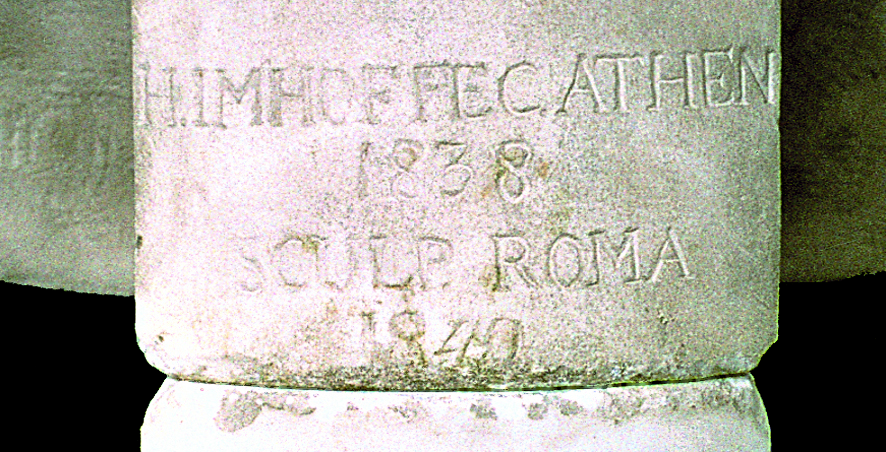 H. IMHOF FEC. ATHEN
1838
SCULP. ROMA
1840